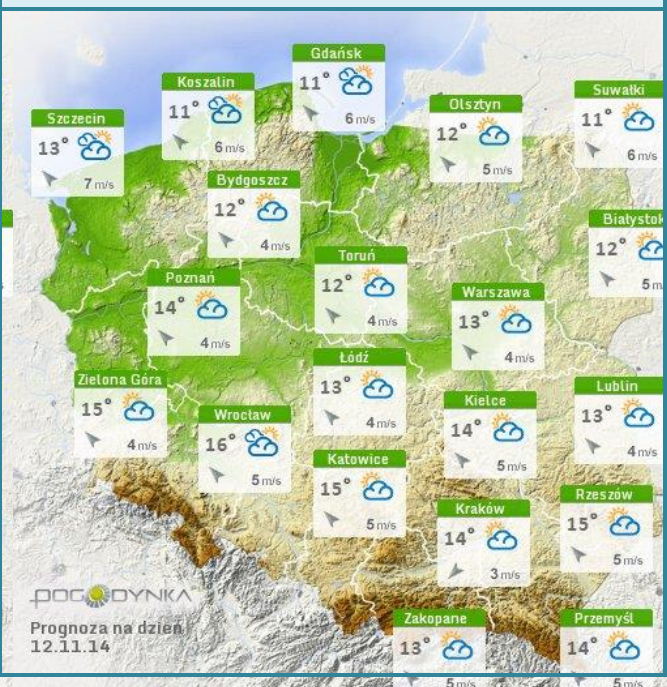 Gdańsk
11°
6 m/s
Koszalin
11°
6 m/s
Suwałki
11°
6 m/s
Olsztyn
12°
5 m/s
Szczecin
13°
7 m/s
Bydgoszcz
12°
4 m/s
Białystok
12°
5 m
Toruń
12°
4 m/s
Poznań
14°
4 m/s
Warszawa
13°
4 m/s
Łódź
13°
4 m/s
Zielona Góra
15°
4 m/s
Lublin
13°
4 m/s
Kielce
14°
5 m/s
Wrocław
16°
5 m/s
Katowice
15°
5 m/s
Rzeszów
15°
5 m/s
Kraków
14°
3 m/s
POGODYNKA
Zakopane
13°
5 m/s
Przemyśl
14°
5 m/s
Prognoza na dzień
12.11.14